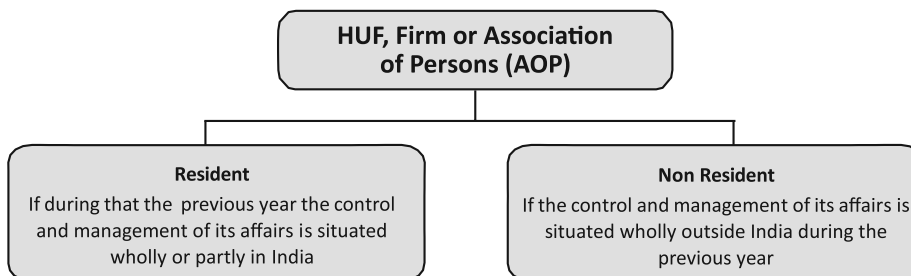 HUF, Firm or Association
of Persons (AOP)
Resident
If during that the previous year the control
and management of its affairs is situated
wholly or partly in India
Non Resident
If the control and management of its affairs is
situated wholly outside India during the
previous year